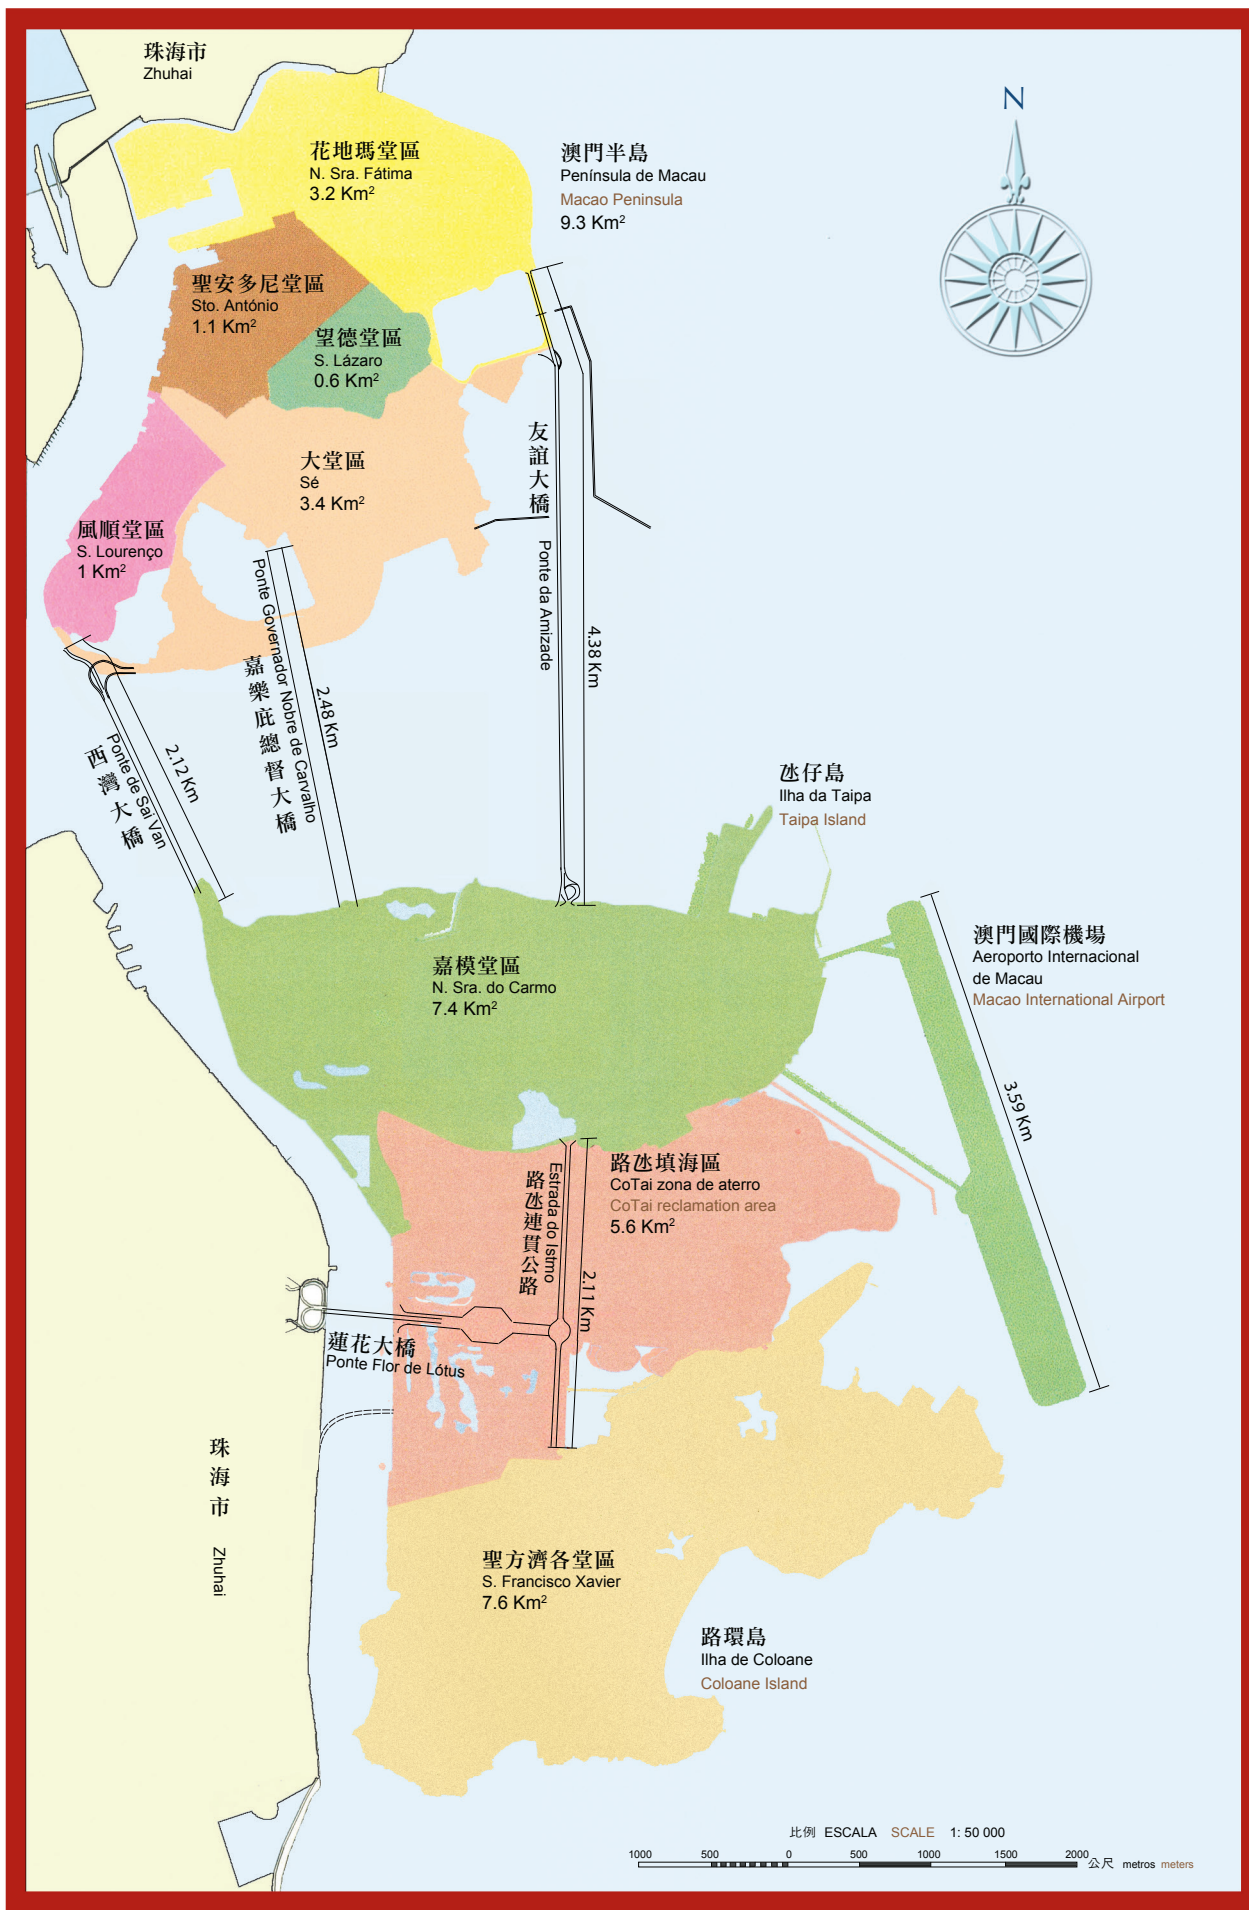 珠海市
Zhuhai
N
花地瑪堂區
N. Sra. Fátima
3.2 Km²
澳門半島
Península de Macau
Macao Peninsula
9.3 Km²
聖安多尼堂區
Sto. António
1.1 Km²
望德堂區
S. Lázaro
0.6 Km²
大堂區
Sé
3.4 Km²
風順堂區
S. Lourenço
1 Km²
友誼大橋
Ponte da Amizade
4.38 Km
嘉樂庇總督大橋
Ponte Governador Nobre de Carvalho
2.48 Km
西灣大橋
Ponte de Sai Van
2.12 Km
氹仔島
Ilha da Taipa
Taipa Island
嘉模堂區
N. Sra. do Carmo
7.4 Km²
澳門國際機場
Aeroporto Internacional
de Macau
Macao International Airport
3.59 Km
路氹填海區
CoTai zona de aterro
CoTai reclamation area
5.6 Km²
路氹連貫公路
Estrada do Istmo
2.11 Km
蓮花大橋
Ponte Flor de Lótus
珠海市
Zhuhai
聖方濟各堂區
S. Francisco Xavier
7.6 Km²
路環島
Ilha de Coloane
Coloane Island
比例 ESCALA SCALE 1: 50 000
1000 500 0 500 1000 1500 2000 公尺 metros meters